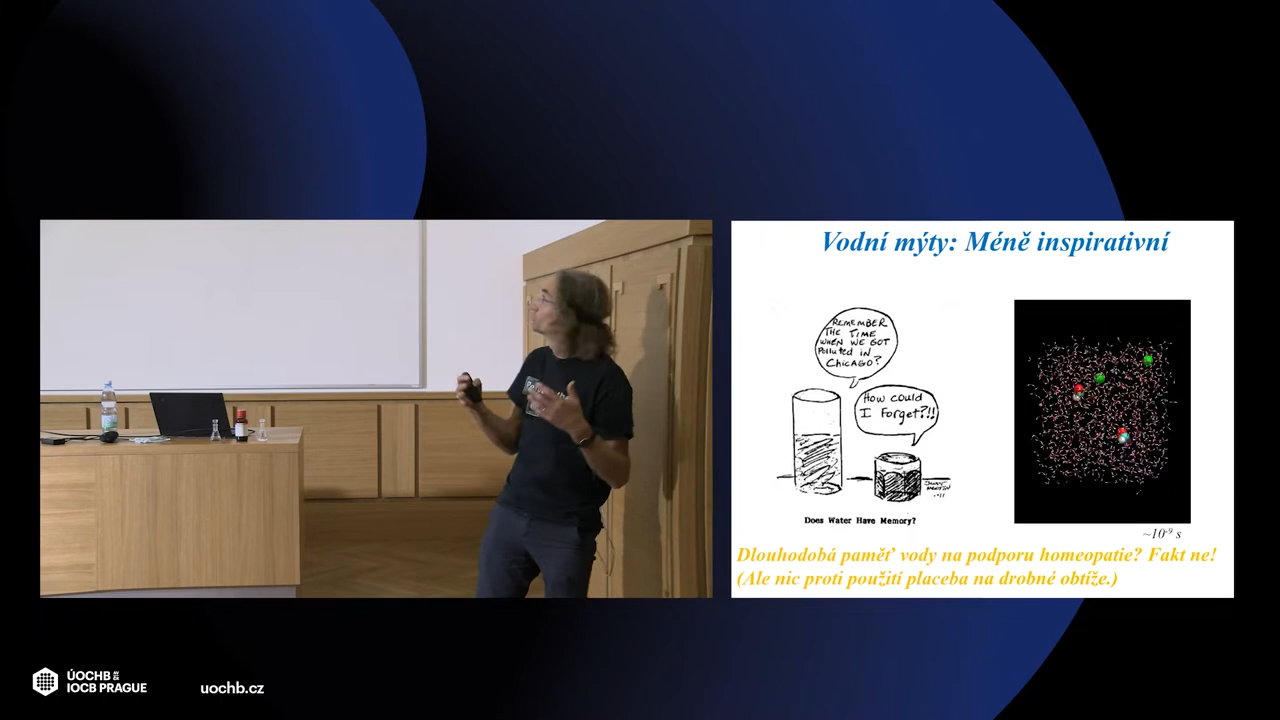 Vodní mýty: Méně inspirativní
REMEMBER
THE TIME
WHEN WE GOT
Polluted IN
CHICAGO?
How could
I Forget?!!
Does Water Have Memory?
~10⁻⁹ s
Dlouhodobá paměť vody na podporu homeopatie? Fakt ne!
(Ale nic proti použití placeba na drobné obtíže.)
ÚOCHB
IOCB PRAGUE
uochb.cz